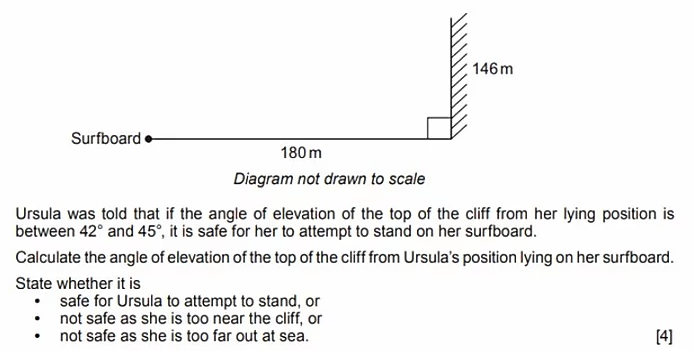 146 m
Surfboard
180 m
Diagram not drawn to scale
Ursula was told that if the angle of elevation of the top of the cliff from her lying position is
between 42° and 45°, it is safe for her to attempt to stand on her surfboard.
Calculate the angle of elevation of the top of the cliff from Ursula's position lying on her surfboard.
State whether it is
• safe for Ursula to attempt to stand, or
• not safe as she is too near the cliff, or
• not safe as she is too far out at sea.
[4]